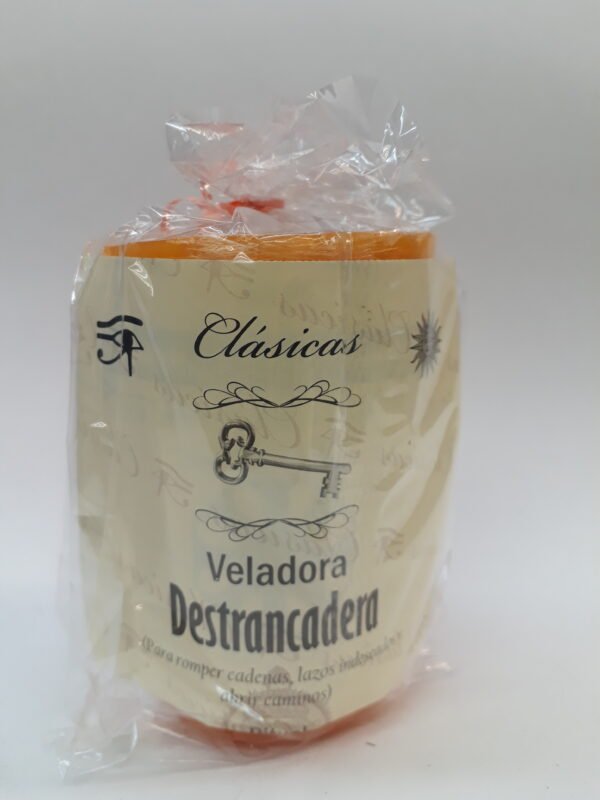 Clásicas
Veladora
Destrancadera
(Para romper cadenas, lazos indeseados
abrir caminos)